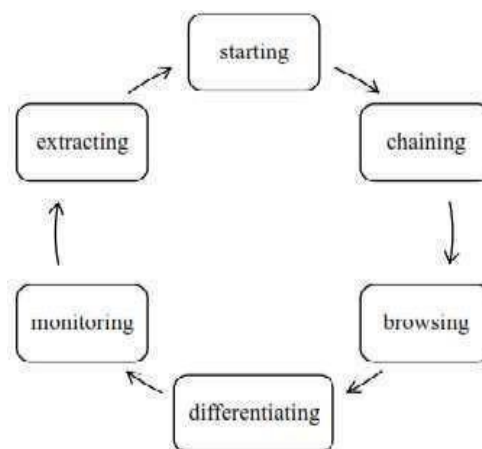 starting
chaining
browsing
differentiating
monitoring
extracting